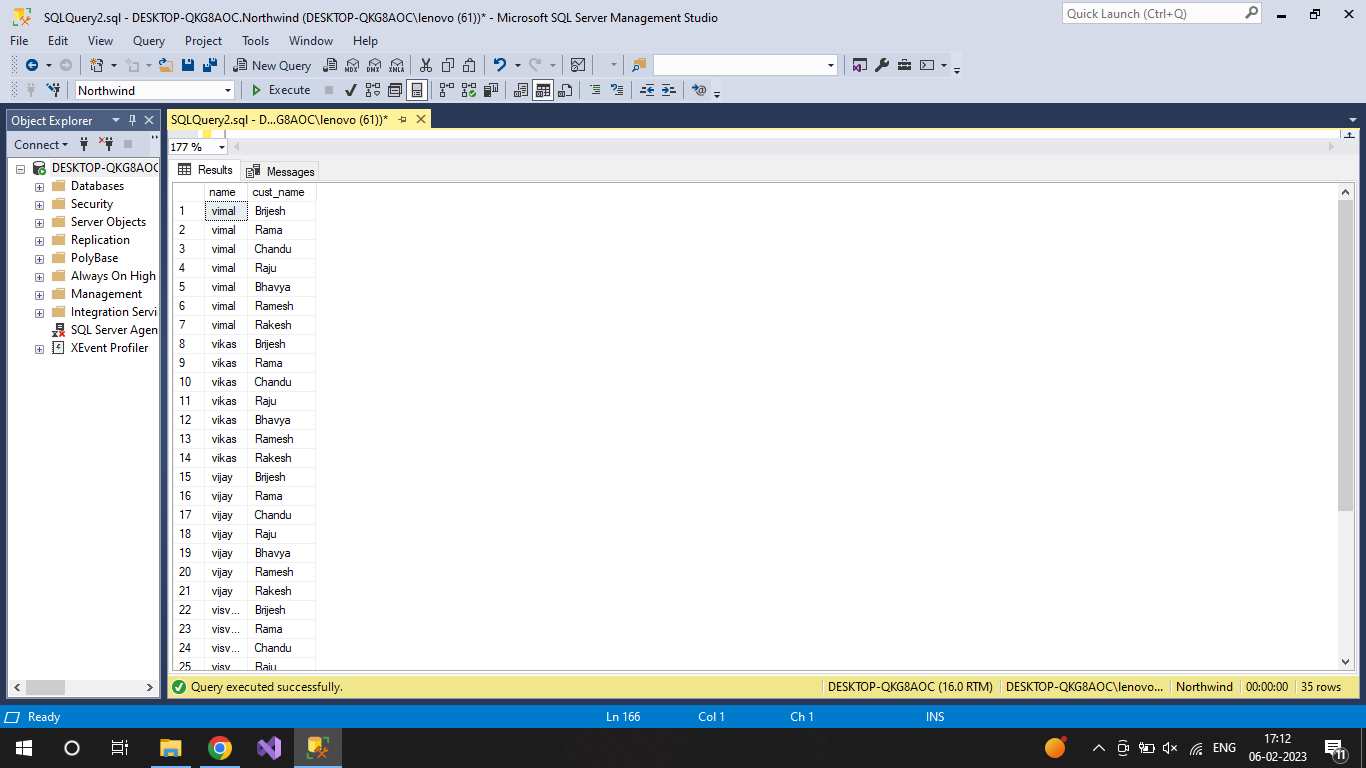 SQLQuery2.sql - DESKTOP-QKG8AOC.Northwind (DESKTOP-QKG8AOC\lenovo (61))* - Microsoft SQL Server Management Studio
Quick Launch (Ctrl+Q)
File Edit View Query Project Tools Window Help
New Query MDX DMX XMLA
Northwind Execute
Object Explorer
SQLQuery2.sql - D...G8AOC\lenovo (61))*
Connect
177 %
DESKTOP-QKG8AOC
Databases
Security
Server Objects
Replication
PolyBase
Always On High
Management
Integration Servi
SQL Server Agen
XEvent Profiler
Results Messages
name cust_name
1 vimal Brijesh
2 vimal Rama
3 vimal Chandu
4 vimal Raju
5 vimal Bhavya
6 vimal Ramesh
7 vimal Rakesh
8 vikas Brijesh
9 vikas Rama
10 vikas Chandu
11 vikas Raju
12 vikas Bhavya
13 vikas Ramesh
14 vikas Rakesh
15 vijay Brijesh
16 vijay Rama
17 vijay Chandu
18 vijay Raju
19 vijay Bhavya
20 vijay Ramesh
21 vijay Rakesh
22 visv... Brijesh
23 visv... Rama
24 visv... Chandu
25 visv Raju
Query executed successfully.
DESKTOP-QKG8AOC (16.0 RTM) DESKTOP-QKG8AOC\lenovo... Northwind 00:00:00 35 rows
Ready Ln 166 Col 1 Ch 1 INS
ENG
17:12
06-02-2023
11